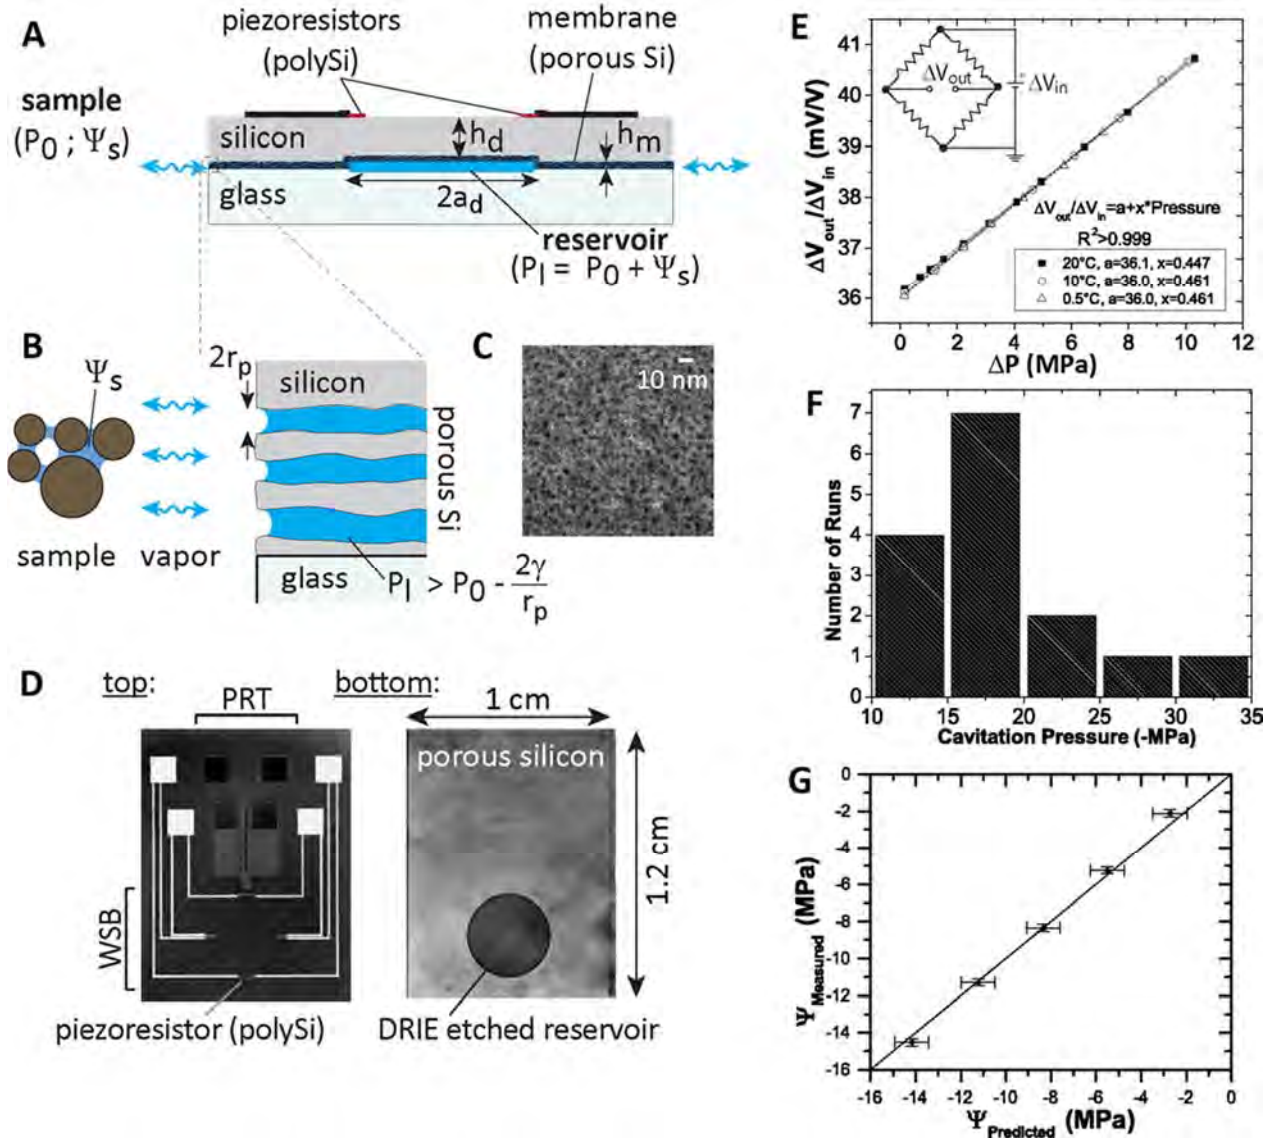 A
piezoresistors
(polySi)
membrane
(porous Si)
sample
(P0 ; Ψs)
silicon
hd
hm
glass
2ad
reservoir
(Pl = P0 + Ψs)
B
Ψs
2rp
silicon
porous Si
sample
vapor
glass
Pl > P0 - 2γ/rp
C
10 nm
D
top:
bottom:
PRT
1 cm
porous silicon
1.2 cm
WSB
piezoresistor (polySi)
DRIE etched reservoir
E
ΔVout/ΔVin (mV/V)
41
40
39
38
37
36
ΔVout
ΔVin
ΔVout/ΔVin=a+x*Pressure
R²>0.999
20°C, a=36.1, x=0.447
10°C, a=36.0, x=0.461
0.5°C, a=36.0, x=0.461
0 2 4 6 8 10 12
ΔP (MPa)
F
Number of Runs
7
6
5
4
3
2
1
0
10 15 20 25 30 35
Cavitation Pressure (-MPa)
G
ΨMeasured (MPa)
0
-2
-4
-6
-8
-10
-12
-14
-16
-16 -14 -12 -10 -8 -6 -4 -2 0
ΨPredicted (MPa)